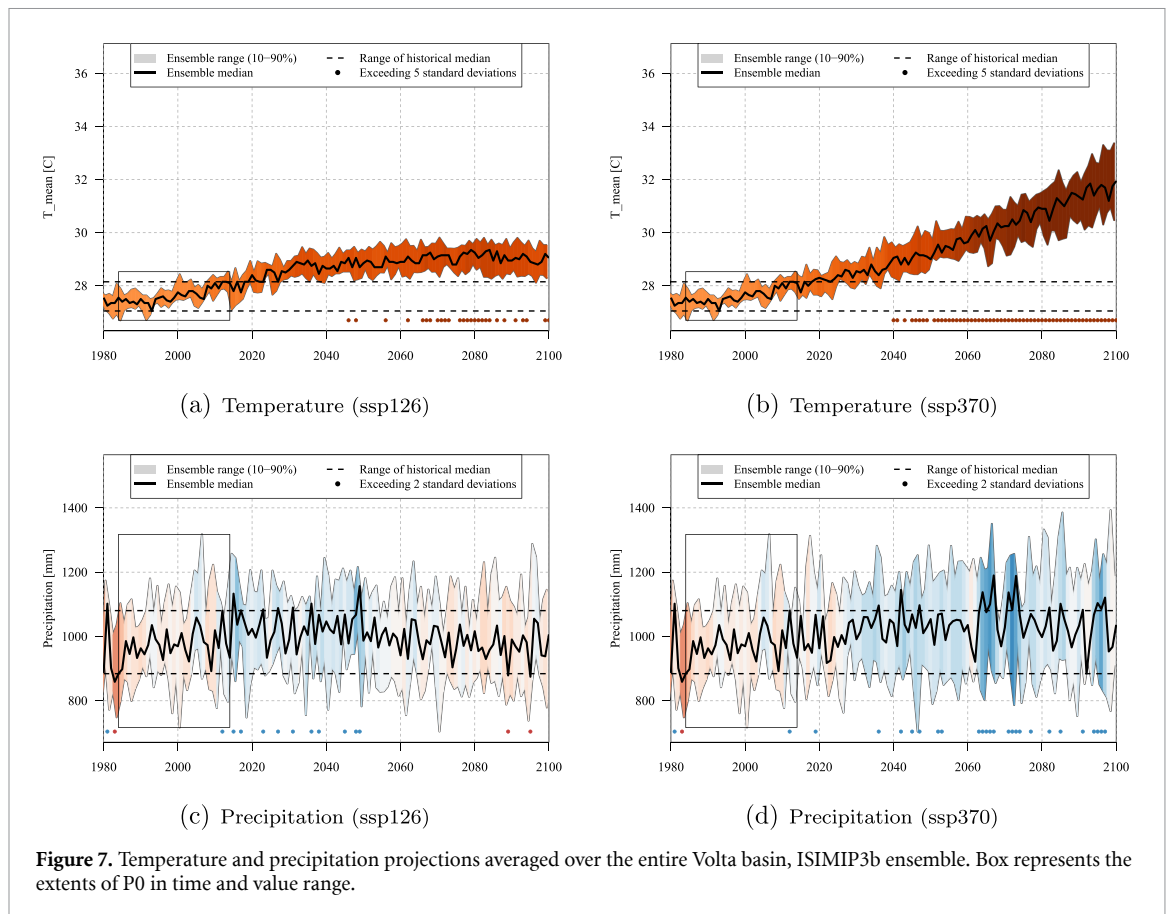 Ensemble range (10−90%) Range of historical median
Ensemble median Exceeding 5 standard deviations
T_mean [C]
36
34
32
30
28
1980 2000 2020 2040 2060 2080 2100
(a) Temperature (ssp126)
Ensemble range (10−90%) Range of historical median
Ensemble median Exceeding 5 standard deviations
T_mean [C]
36
34
32
30
28
1980 2000 2020 2040 2060 2080 2100
(b) Temperature (ssp370)
Ensemble range (10−90%) Range of historical median
Ensemble median Exceeding 2 standard deviations
Precipitation [mm]
1400
1200
1000
800
1980 2000 2020 2040 2060 2080 2100
(c) Precipitation (ssp126)
Ensemble range (10−90%) Range of historical median
Ensemble median Exceeding 2 standard deviations
Precipitation [mm]
1400
1200
1000
800
1980 2000 2020 2040 2060 2080 2100
(d) Precipitation (ssp370)
Figure 7. Temperature and precipitation projections averaged over the entire Volta basin, ISIMIP3b ensemble. Box represents the
extents of P0 in time and value range.